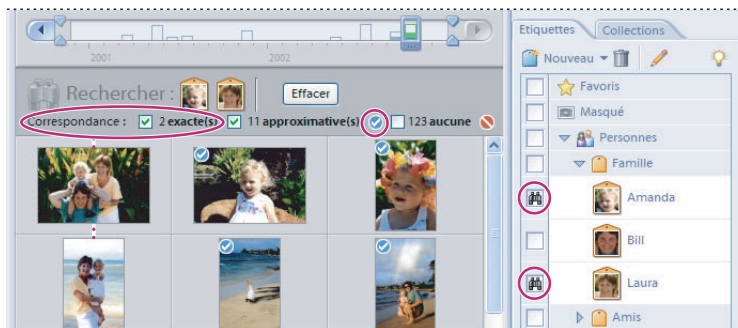 2001 2002
Rechercher : Effacer
Correspondance : 2 exacte(s) 11 approximative(s) 123 aucune
Etiquettes Collections
Nouveau
Favoris
Masqué
Personnes
Famille
Amanda
Bill
Laura
Amis